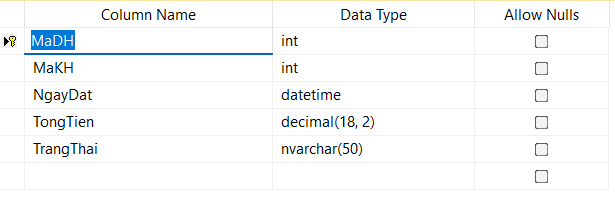 Column Name Data Type Allow Nulls
MaDH int
MaKH int
NgayDat datetime
TongTien decimal(18, 2)
TrangThai nvarchar(50)